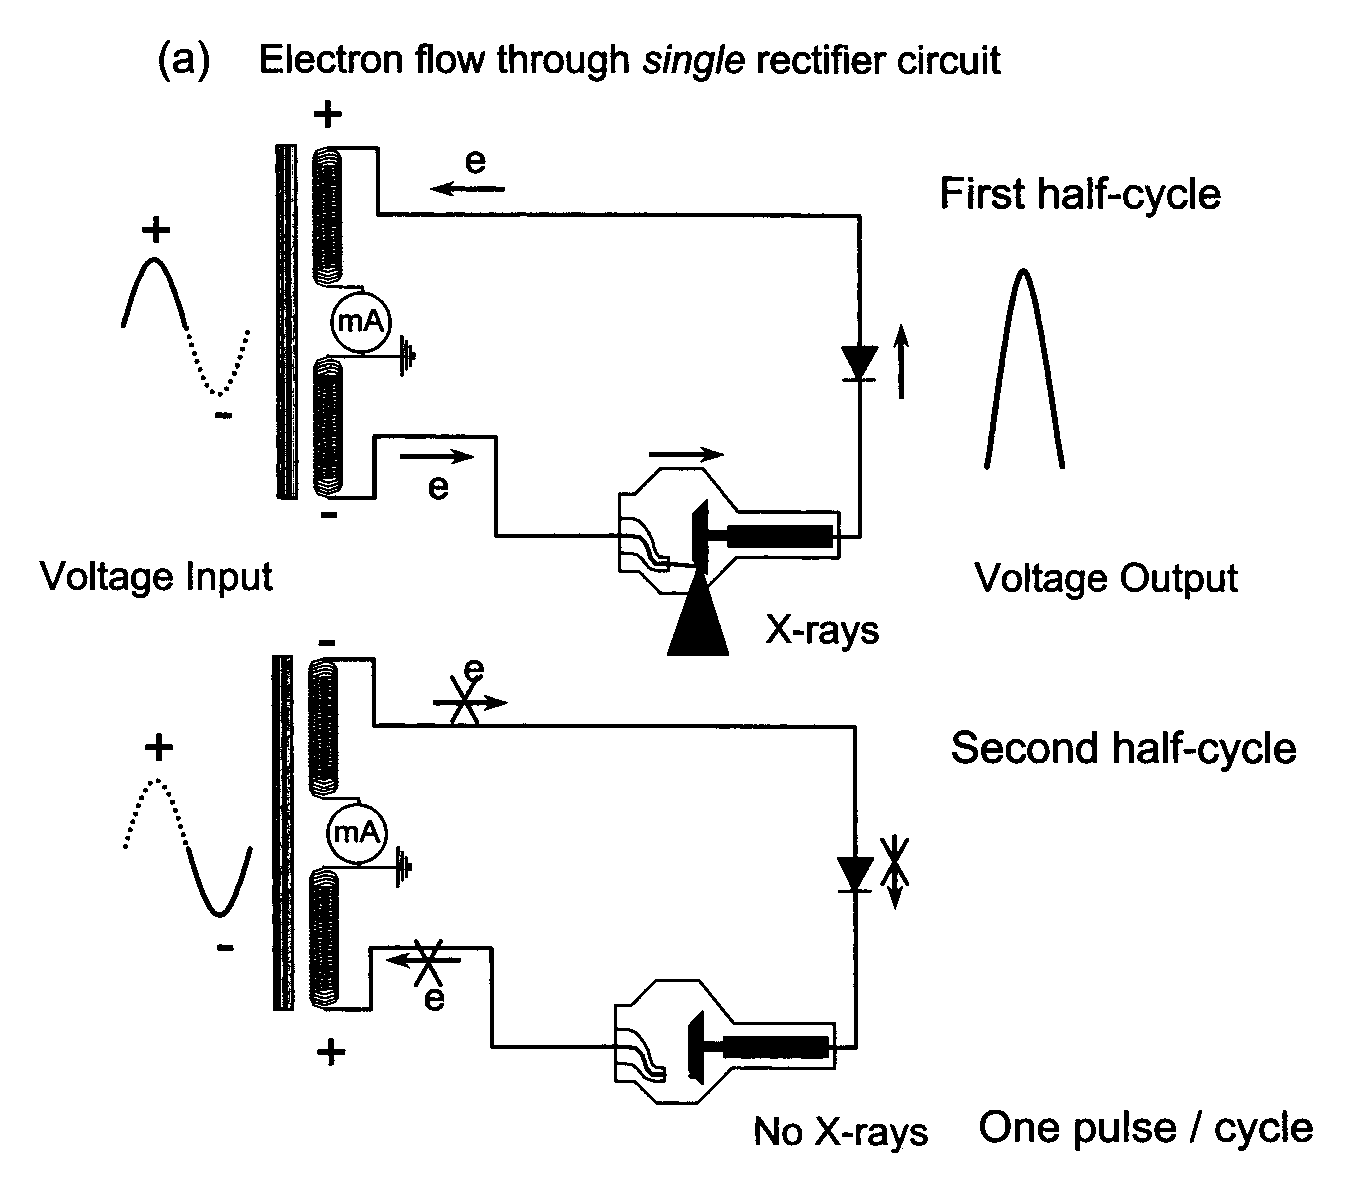 (a) Electron flow through single rectifier circuit
+
e
First half-cycle
+
mA
-
e
-
Voltage Input
Voltage Output
X-rays
-
e
+
Second half-cycle
mA
-
e
+
No X-rays
One pulse / cycle